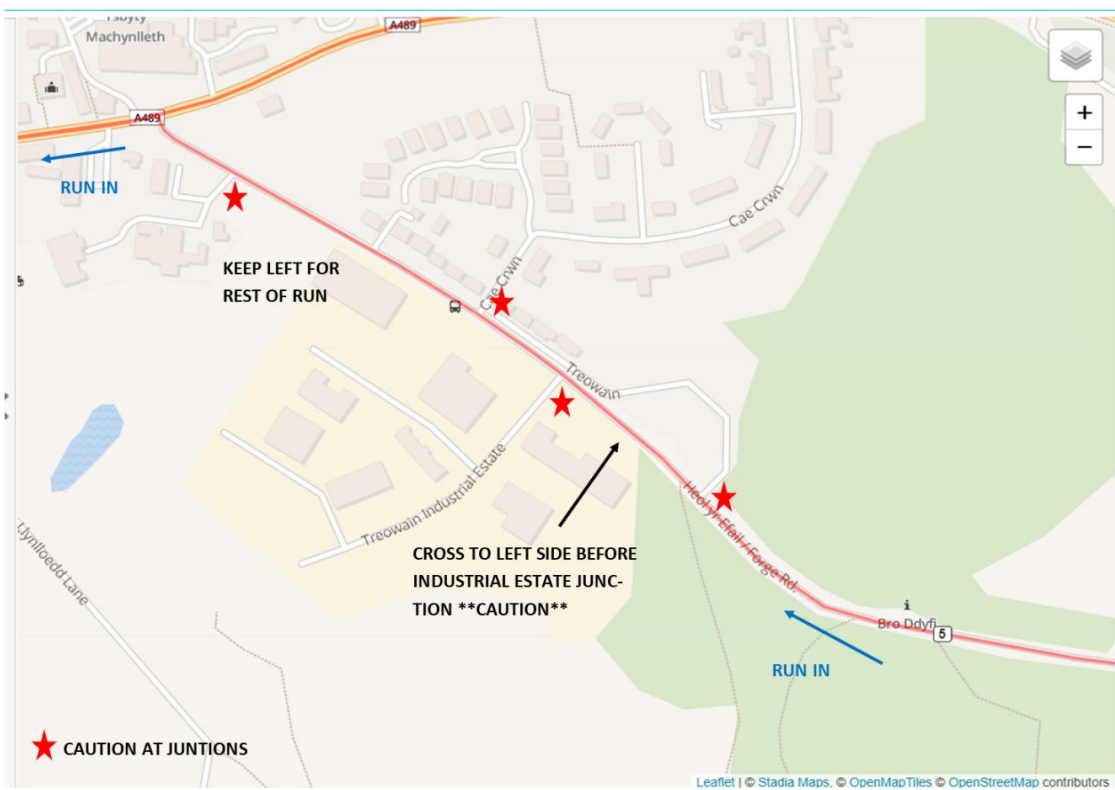 A489
Ysbyty
Machynlleth
A489
RUN IN
KEEP LEFT FOR
REST OF RUN
Cae Crwn
Cae Crwn
Treowain
Treowain Industrial Estate
Heol yr Efail / Forge Rd.
CROSS TO LEFT SIDE BEFORE
INDUSTRIAL ESTATE JUNC-
TION **CAUTION**
Llynlloedd Lane
Bro Ddyfi
5
RUN IN
CAUTION AT JUNTIONS
+
−
Leaflet | © Stadia Maps, © OpenMapTiles © OpenStreetMap contributors